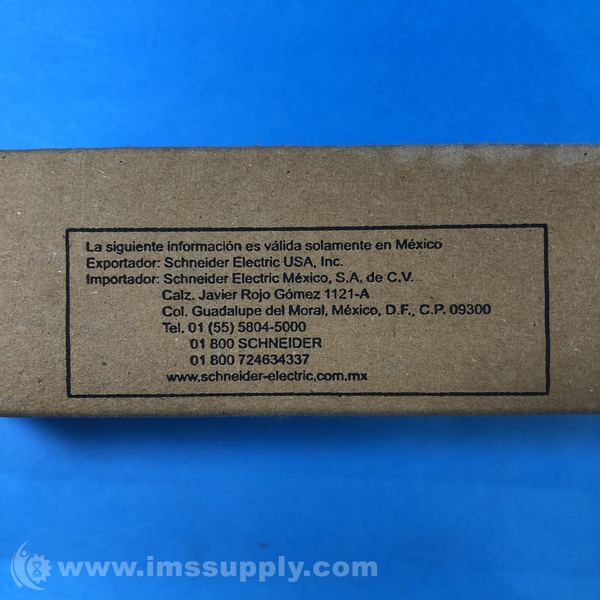 La siguiente información es válida solamente en México
Exportador: Schneider Electric USA, Inc.
Importador: Schneider Electric México, S.A. de C.V.
Calz. Javier Rojo Gómez 1121-A
Col. Guadalupe del Moral, México, D.F., C.P. 09300
Tel. 01 (55) 5804-5000
01 800 SCHNEIDER
01 800 724634337
www.schneider-electric.com.mx
www.imssupply.com